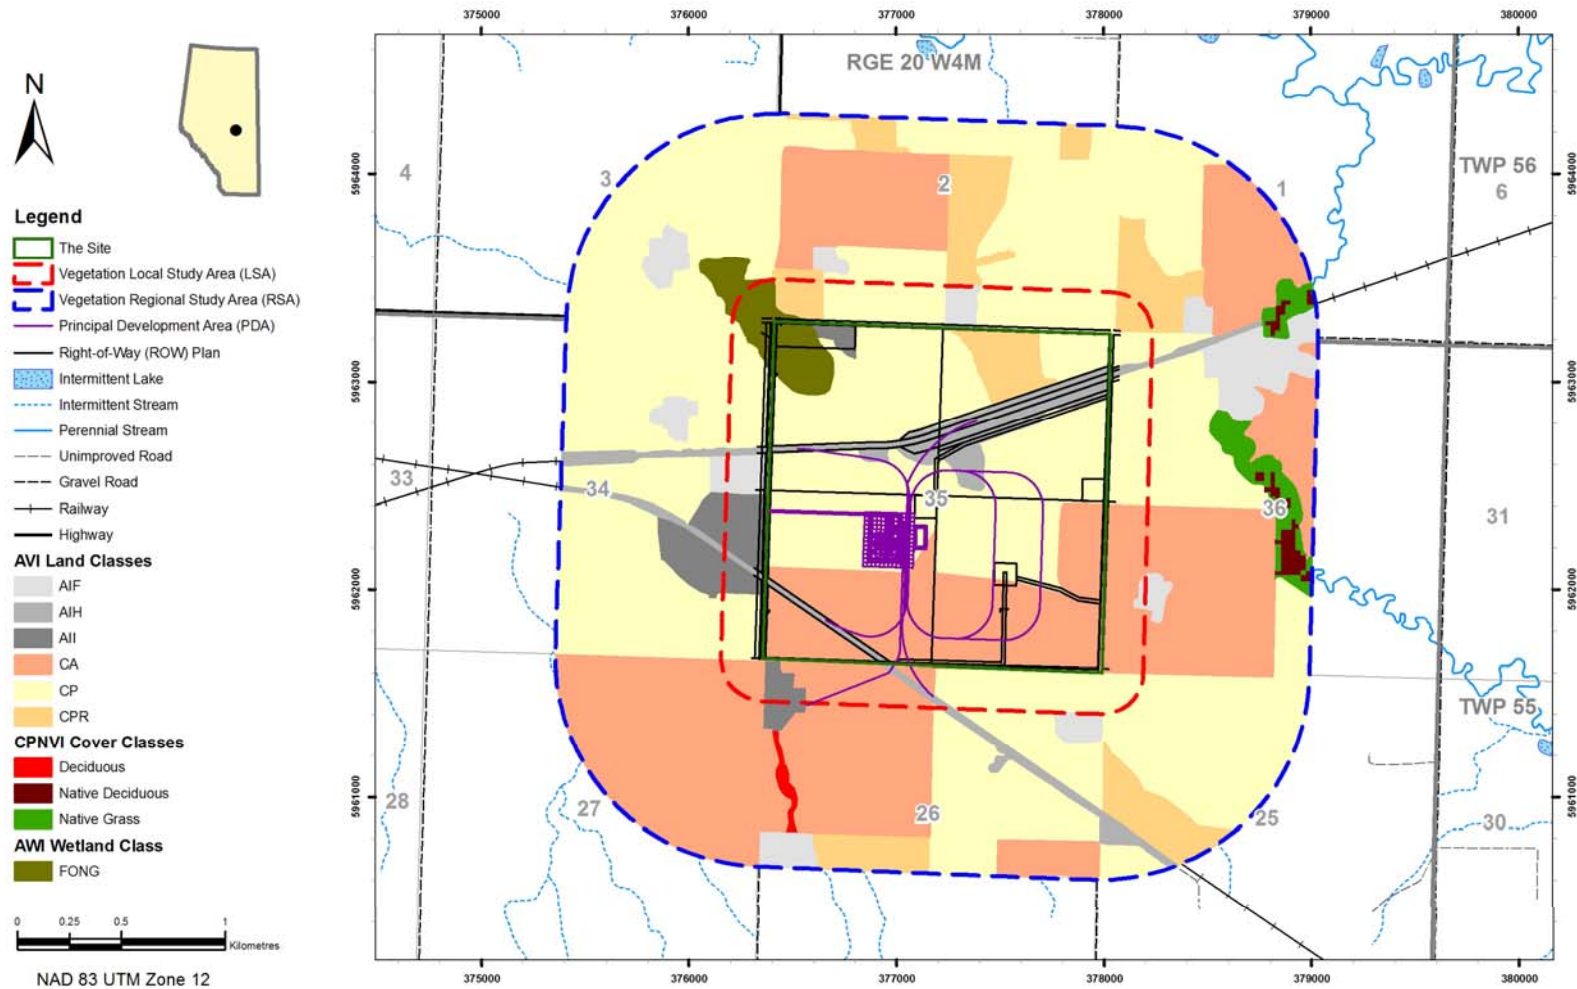 375000 376000 377000 378000 379000 380000
RGE 20 W4M
N
5964000 5964000
4 3 2 1 TWP 56
6
Legend
The Site
Vegetation Local Study Area (LSA)
Vegetation Regional Study Area (RSA)
Principal Development Area (PDA)
Right-of-Way (ROW) Plan
Intermittent Lake
5963000 5963000
Intermittent Stream
Perennial Stream
Unimproved Road
Gravel Road
Railway
Highway
33 34 35 36 31
AVI Land Classes
AIF
5962000 5962000
AIH
AII
CA
CP
CPR
TWP 55
CPNVI Cover Classes
Deciduous
Native Deciduous
Native Grass
5961000 5961000
28 27 26 25 30
AWI Wetland Class
FONG
0 0.25 0.5 1
Kilometres
NAD 83 UTM Zone 12
375000 376000 377000 378000 379000 380000